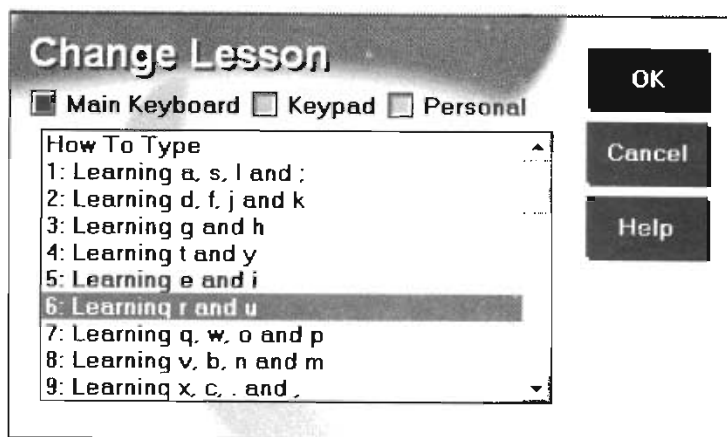 Change Lesson
Main Keyboard Keypad Personal
How To Type
1: Learning a, s, l and ;
2: Learning d, f, j and k
3: Learning g and h
4: Learning t and y
5: Learning e and i
6: Learning r and u
7: Learning q, w, o and p
8: Learning v, b, n and m
9: Learning x, c, . and ,
OK
Cancel
Help